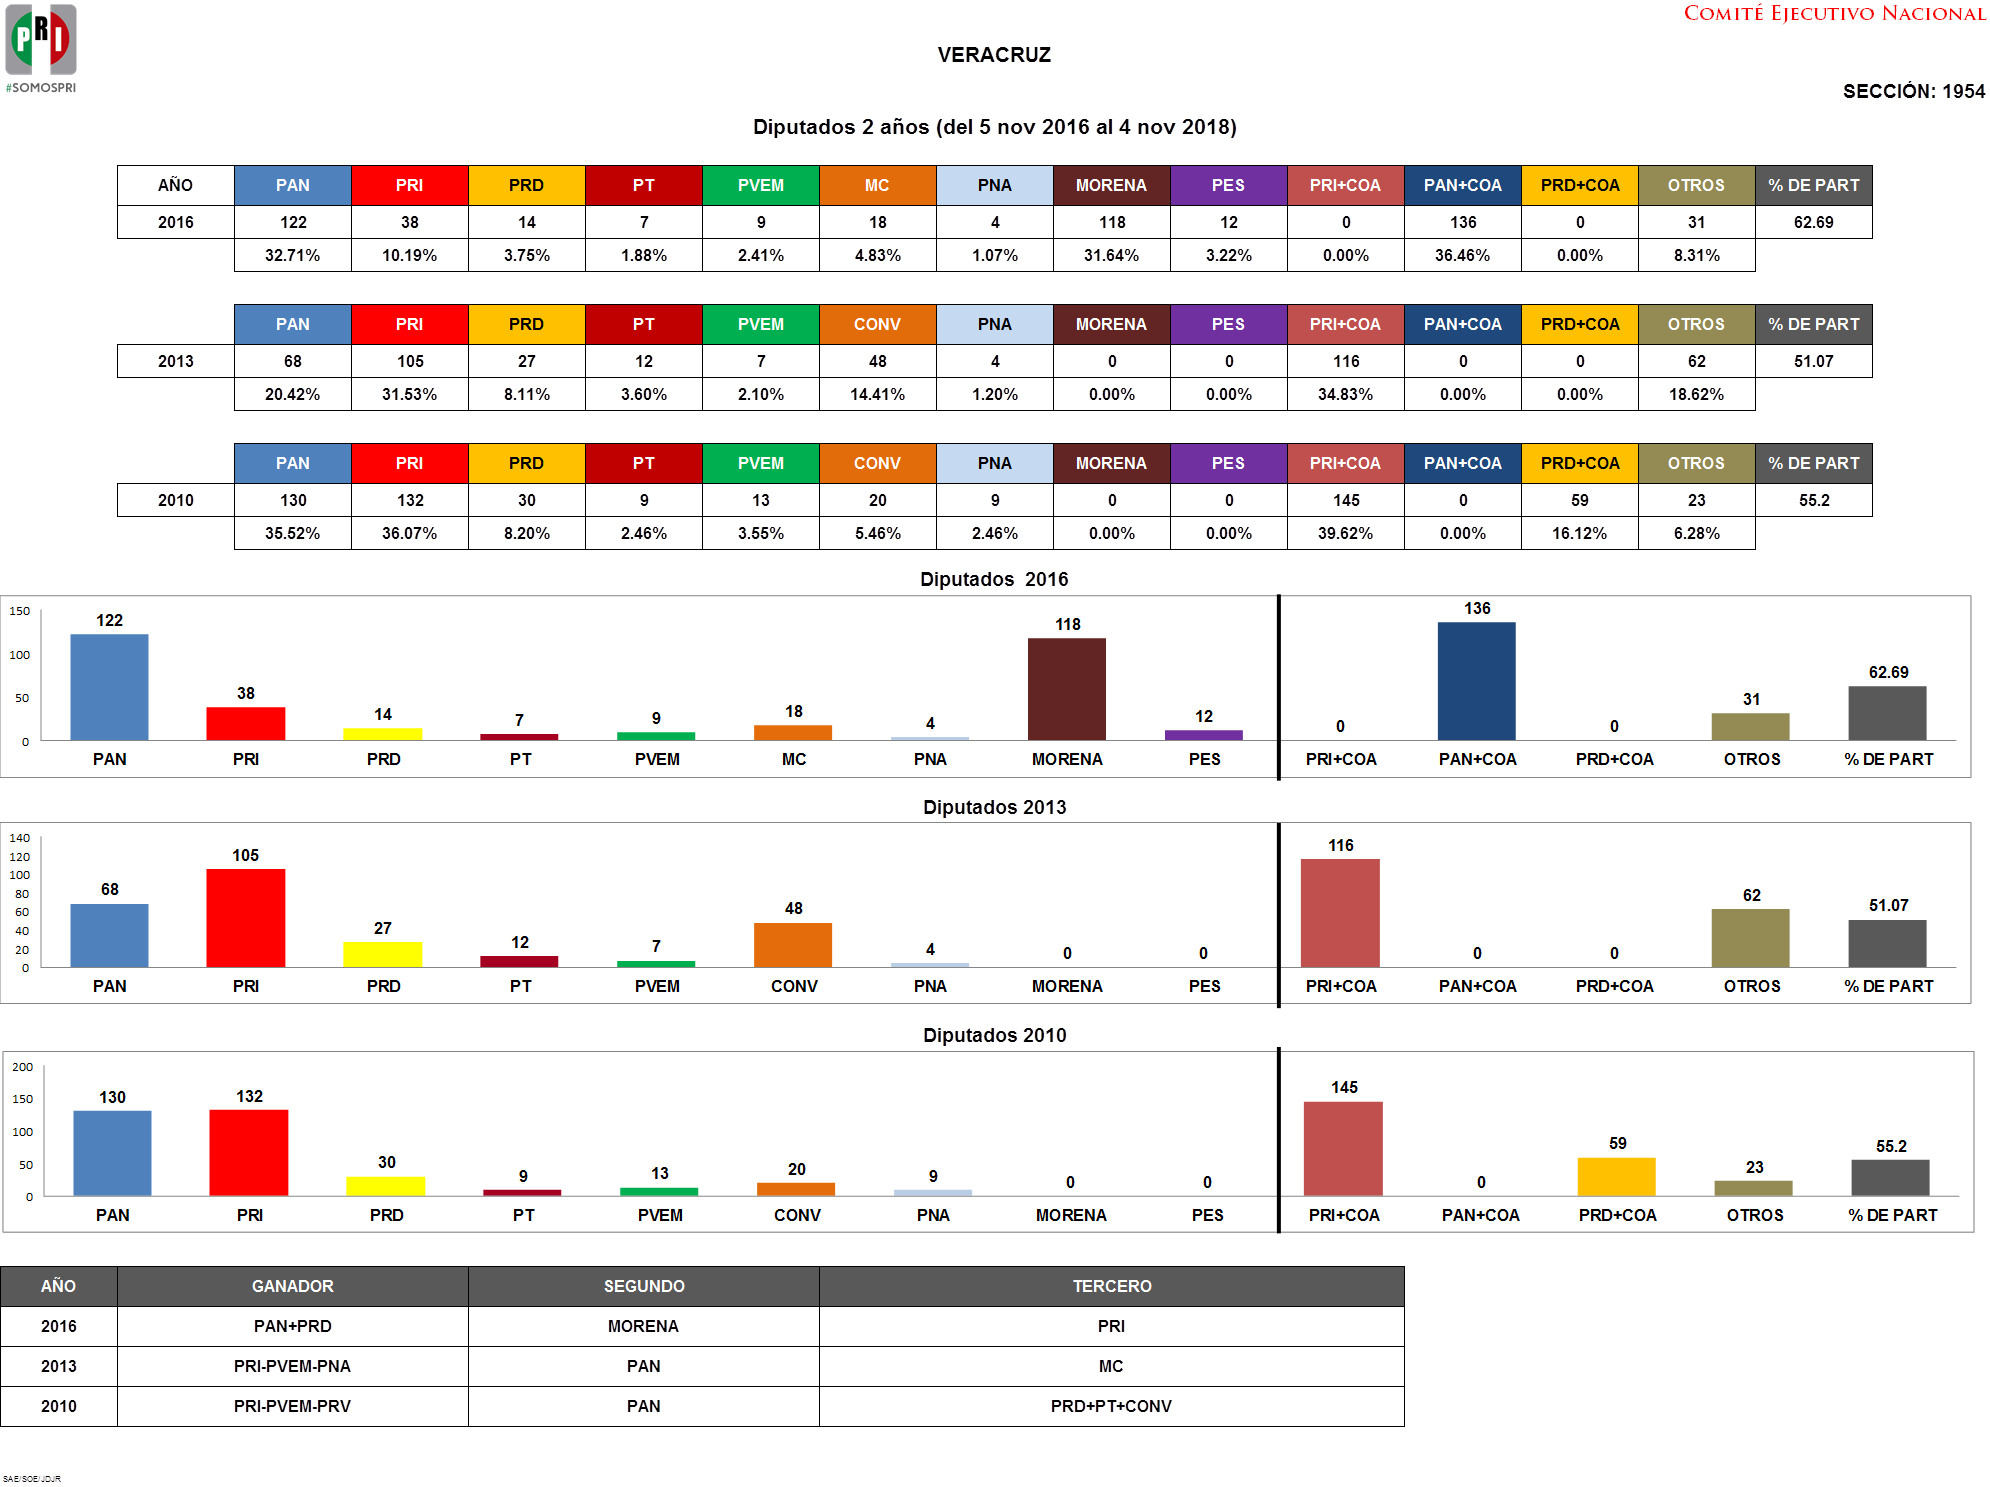 PRI
#SOMOSPRI
COMITÉ EJECUTIVO NACIONAL
VERACRUZ
SECCIÓN: 1954
Diputados 2 años (del 5 nov 2016 al 4 nov 2018)
AÑO PAN PRI PRD PT PVEM MC PNA MORENA PES PRI+COA PAN+COA PRD+COA OTROS % DE PART
2016 122 38 14 7 9 18 4 118 12 0 136 0 31 62.69
32.71% 10.19% 3.75% 1.88% 2.41% 4.83% 1.07% 31.64% 3.22% 0.00% 36.46% 0.00% 8.31%
PAN PRI PRD PT PVEM CONV PNA MORENA PES PRI+COA PAN+COA PRD+COA OTROS % DE PART
2013 68 105 27 12 7 48 4 0 0 116 0 0 62 51.07
20.42% 31.53% 8.11% 3.60% 2.10% 14.41% 1.20% 0.00% 0.00% 34.83% 0.00% 0.00% 18.62%
PAN PRI PRD PT PVEM CONV PNA MORENA PES PRI+COA PAN+COA PRD+COA OTROS % DE PART
2010 130 132 30 9 13 20 9 0 0 145 0 59 23 55.2
35.52% 36.07% 8.20% 2.46% 3.55% 5.46% 2.46% 0.00% 0.00% 39.62% 0.00% 16.12% 6.28%
Diputados 2016
150
100
50
0
122 38 14 7 9 18 4 118 12 0 136 0 31 62.69
PAN PRI PRD PT PVEM MC PNA MORENA PES PRI+COA PAN+COA PRD+COA OTROS % DE PART
Diputados 2013
140
120
100
80
60
40
20
0
68 105 27 12 7 48 4 0 0 116 0 0 62 51.07
PAN PRI PRD PT PVEM CONV PNA MORENA PES PRI+COA PAN+COA PRD+COA OTROS % DE PART
Diputados 2010
200
150
100
50
0
130 132 30 9 13 20 9 0 0 145 0 59 23 55.2
PAN PRI PRD PT PVEM CONV PNA MORENA PES PRI+COA PAN+COA PRD+COA OTROS % DE PART
AÑO GANADOR SEGUNDO TERCERO
2016 PAN+PRD MORENA PRI
2013 PRI-PVEM-PNA PAN MC
2010 PRI-PVEM-PRV PAN PRD+PT+CONV
SAE/SOE/JDJR